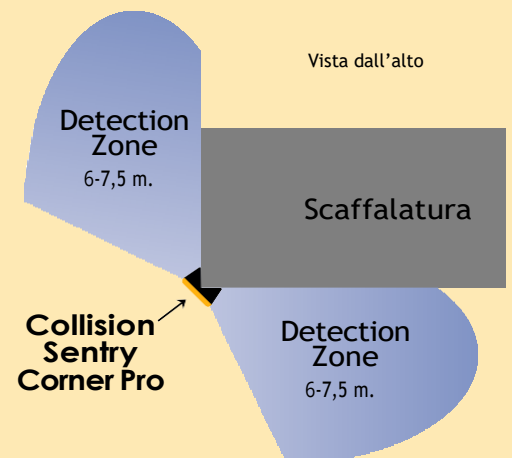 Vista dall’alto
Detection
Zone
6-7,5 m.
Scaffalatura
Collision
Sentry
Corner Pro
Detection
Zone
6-7,5 m.